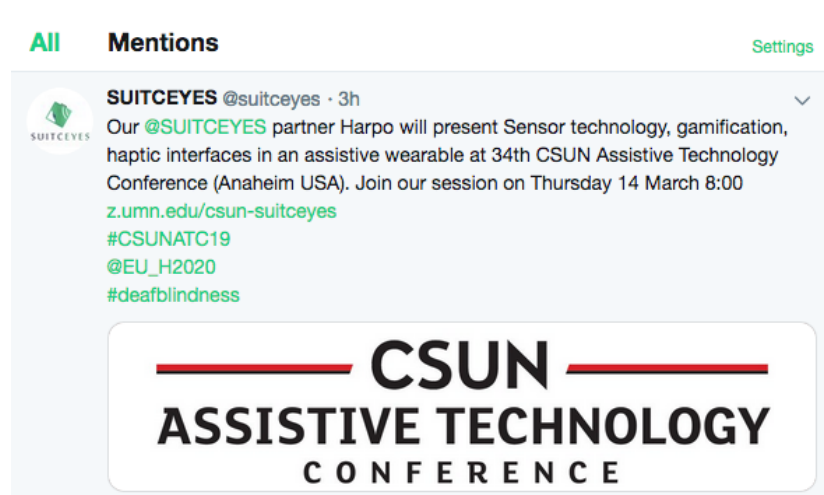 All Mentions Settings
SUITCEYES @suitceyes · 3h
SUITCEYES
Our @SUITCEYES partner Harpo will present Sensor technology, gamification,
haptic interfaces in an assistive wearable at 34th CSUN Assistive Technology
Conference (Anaheim USA). Join our session on Thursday 14 March 8:00
z.umn.edu/csun-suitceyes
#CSUNATC19
@EU_H2020
#deafblindness
CSUN
ASSISTIVE TECHNOLOGY
CONFERENCE